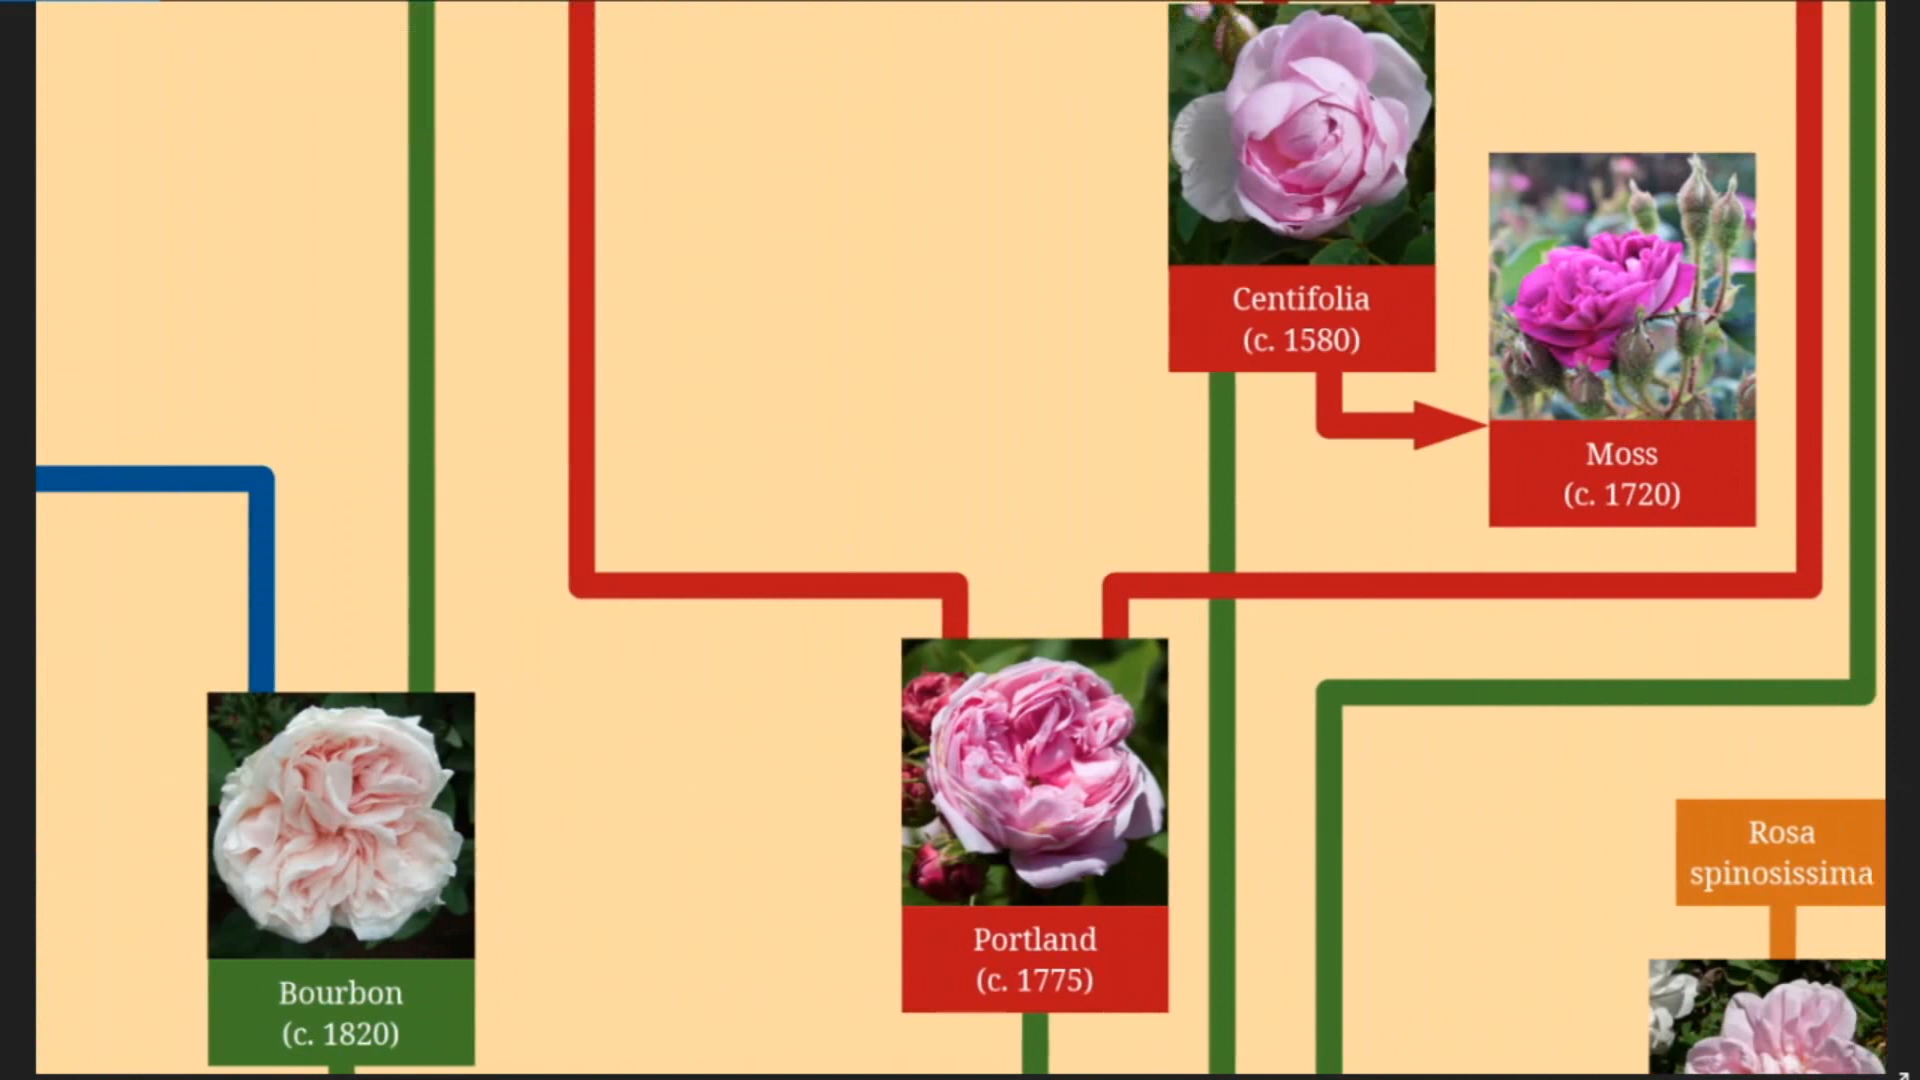 Centifolia
(c. 1580)
Moss
(c. 1720)
Rosa
spinosissima
Portland
(c. 1775)
Bourbon
(c. 1820)